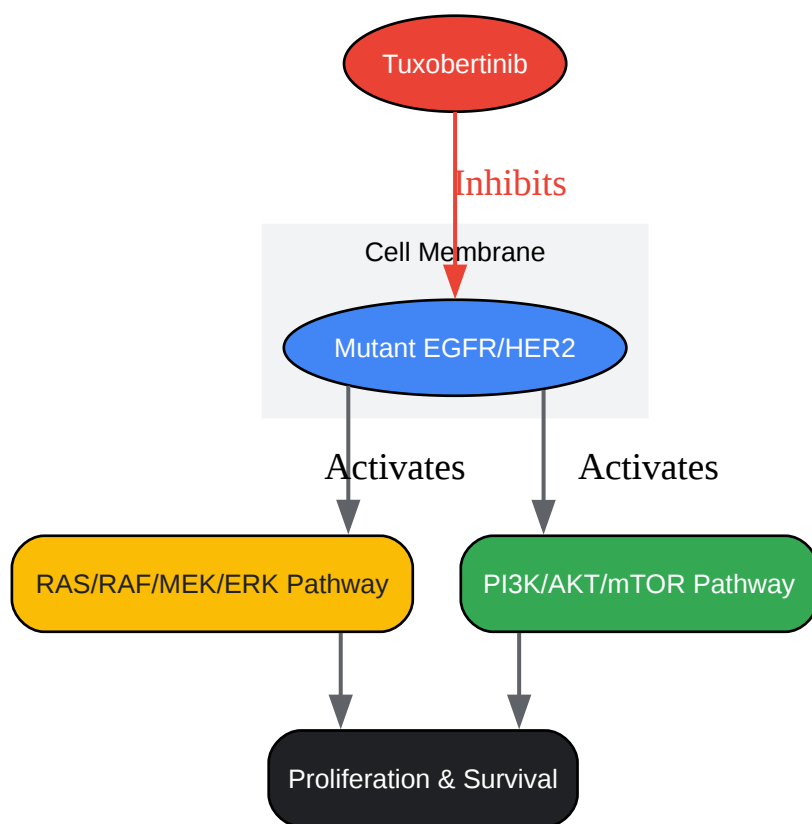 Tuxobertinib
Inhibits
Cell Membrane
Mutant EGFR/HER2
Activates
Activates
RAS/RAF/MEK/ERK Pathway
PI3K/AKT/mTOR Pathway
Proliferation & Survival